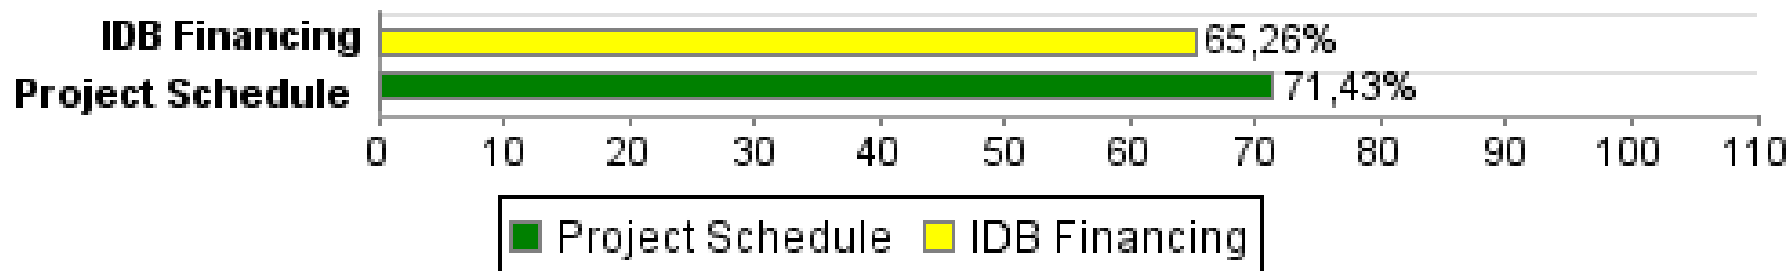 IDB Financing
65,26%
Project Schedule
71,43%
0 10 20 30 40 50 60 70 80 90 100 110
Project Schedule IDB Financing